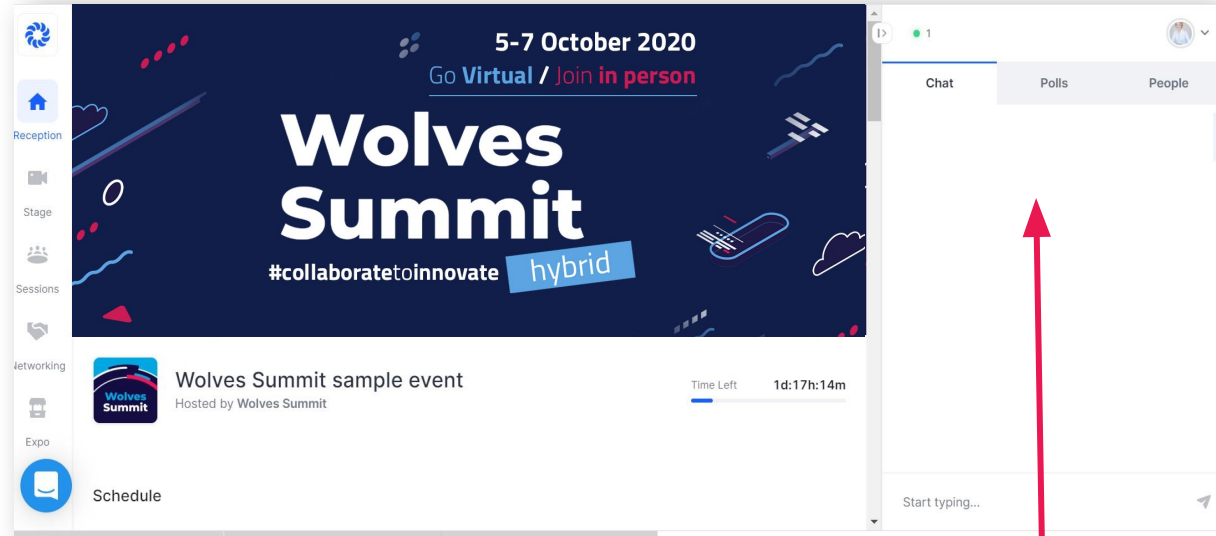 Reception
Stage
Sessions
Networking
Expo
5-7 October 2020
Go Virtual / Join in person
Wolves
Summit
#collaboratetoinnovate hybrid
Wolves
Summit
Wolves Summit sample event
Hosted by Wolves Summit
Time Left 1d:17h:14m
Schedule
1
Chat Polls People
Start typing...